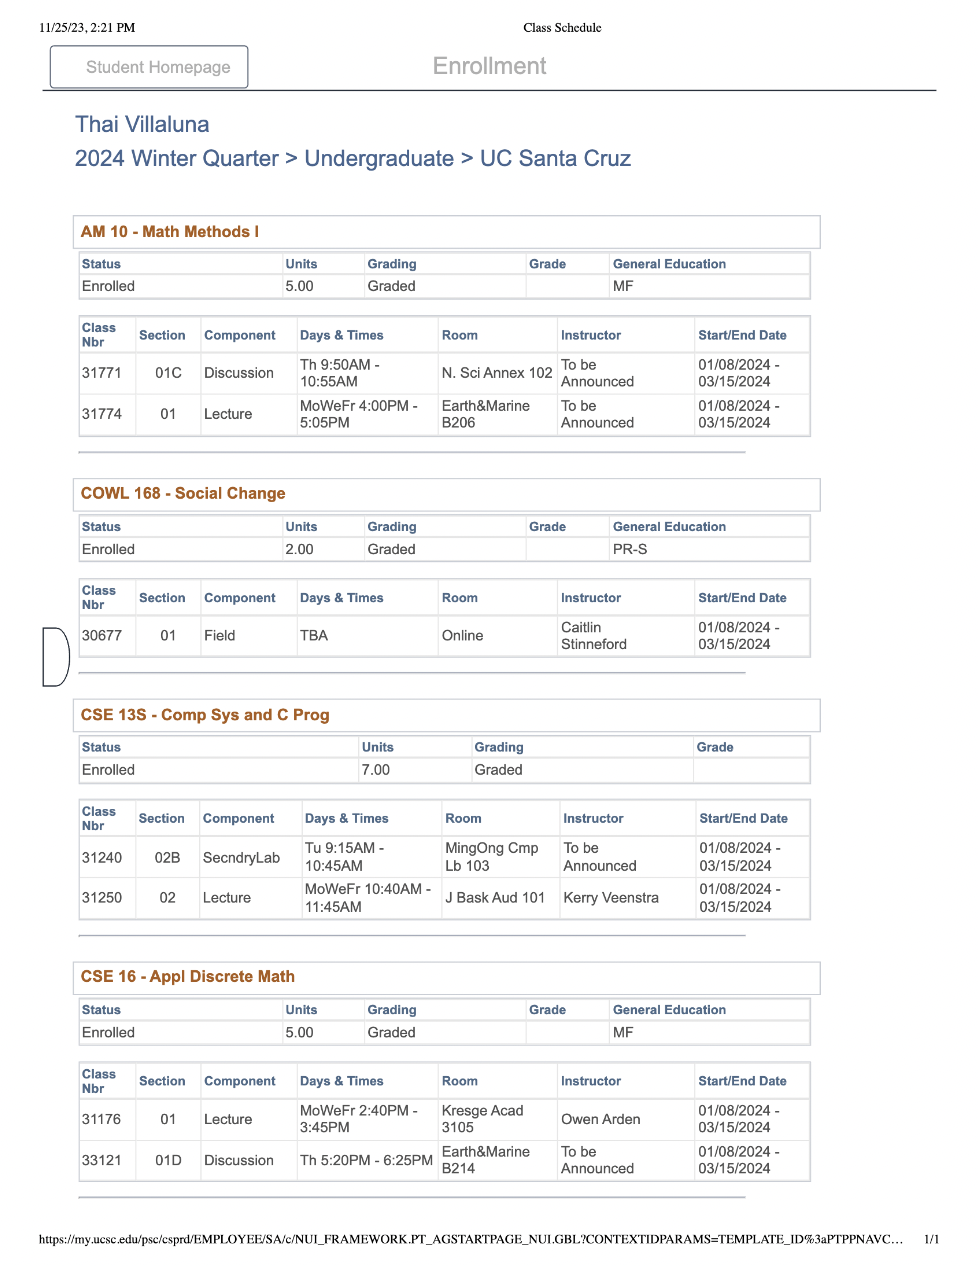 11/25/23, 2:21 PM Class Schedule
Student Homepage Enrollment
Thai Villaluna
2024 Winter Quarter > Undergraduate > UC Santa Cruz
AM 10 - Math Methods I
Status Units Grading Grade General Education
Enrolled 5.00 Graded MF
Class Nbr Section Component Days & Times Room Instructor Start/End Date
31771 01C Discussion Th 9:50AM - 10:55AM N. Sci Annex 102 To be Announced 01/08/2024 - 03/15/2024
31774 01 Lecture MoWeFr 4:00PM - 5:05PM Earth&Marine B206 To be Announced 01/08/2024 - 03/15/2024
COWL 168 - Social Change
Status Units Grading Grade General Education
Enrolled 2.00 Graded PR-S
Class Nbr Section Component Days & Times Room Instructor Start/End Date
30677 01 Field TBA Online Caitlin Stinneford 01/08/2024 - 03/15/2024
CSE 13S - Comp Sys and C Prog
Status Units Grading Grade
Enrolled 7.00 Graded
Class Nbr Section Component Days & Times Room Instructor Start/End Date
31240 02B SecndryLab Tu 9:15AM - 10:45AM MingOng Cmp Lb 103 To be Announced 01/08/2024 - 03/15/2024
31250 02 Lecture MoWeFr 10:40AM - 11:45AM J Bask Aud 101 Kerry Veenstra 01/08/2024 - 03/15/2024
CSE 16 - Appl Discrete Math
Status Units Grading Grade General Education
Enrolled 5.00 Graded MF
Class Nbr Section Component Days & Times Room Instructor Start/End Date
31176 01 Lecture MoWeFr 2:40PM - 3:45PM Kresge Acad 3105 Owen Arden 01/08/2024 - 03/15/2024
33121 01D Discussion Th 5:20PM - 6:25PM Earth&Marine B214 To be Announced 01/08/2024 - 03/15/2024
https://my.ucsc.edu/psc/csprd/EMPLOYEE/SA/c/NUI_FRAMEWORK.PT_AGSTARTPAGE_NUI.GBL?CONTEXTIDPARAMS=TEMPLATE_ID%3aPTPPNAVC… 1/1